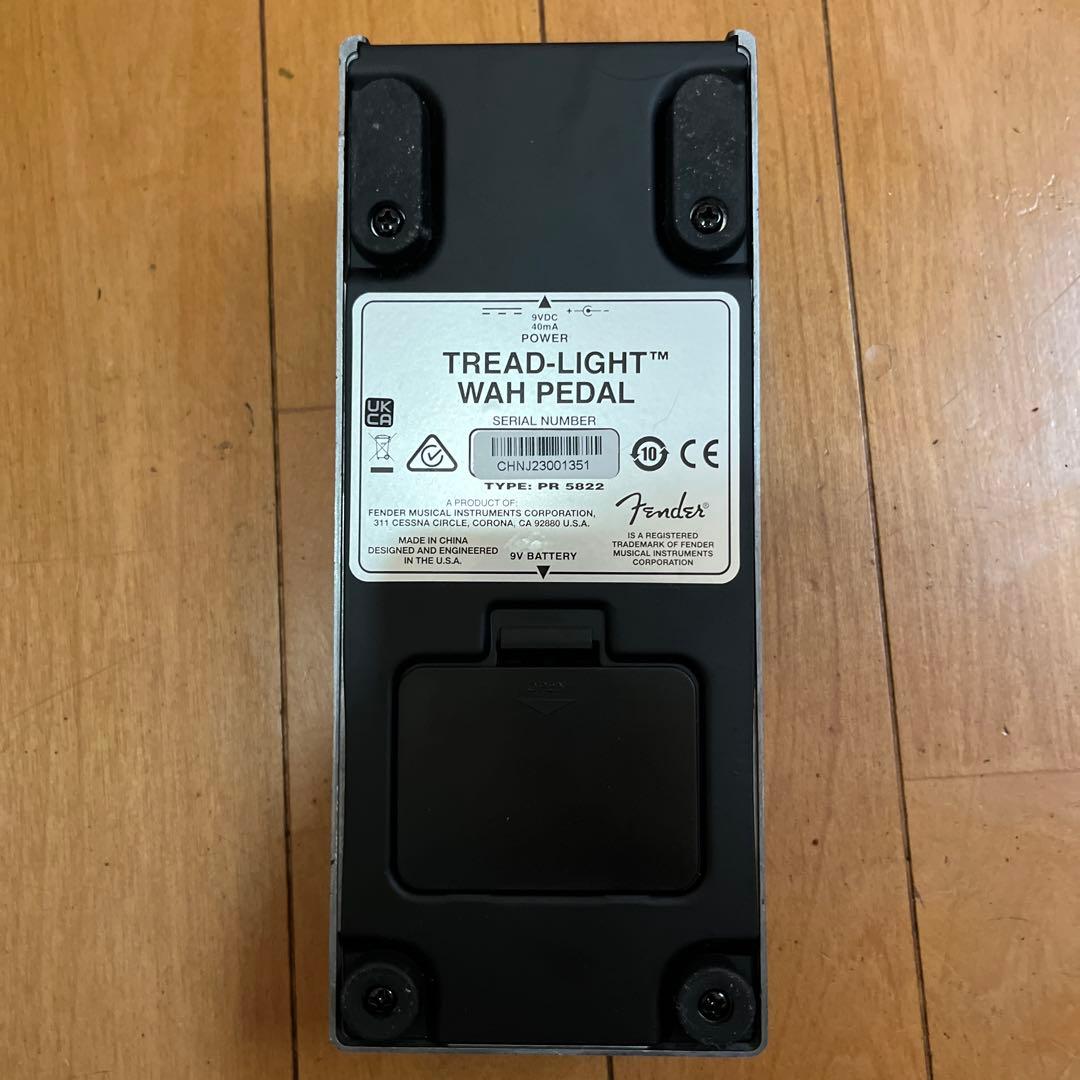 9VDC
40mA
POWER
TREAD-LIGHT™
WAH PEDAL
UK
CA
SERIAL NUMBER
CHNJ23001351
10
CE
TYPE: PR 5822
A PRODUCT OF:
FENDER MUSICAL INSTRUMENTS CORPORATION,
311 CESSNA CIRCLE, CORONA, CA 92880 U.S.A.
MADE IN CHINA
DESIGNED AND ENGINEERED
IN THE U.S.A.
9V BATTERY
Fender®
IS A REGISTERED
TRADEMARK OF FENDER
MUSICAL INSTRUMENTS
CORPORATION
OPEN